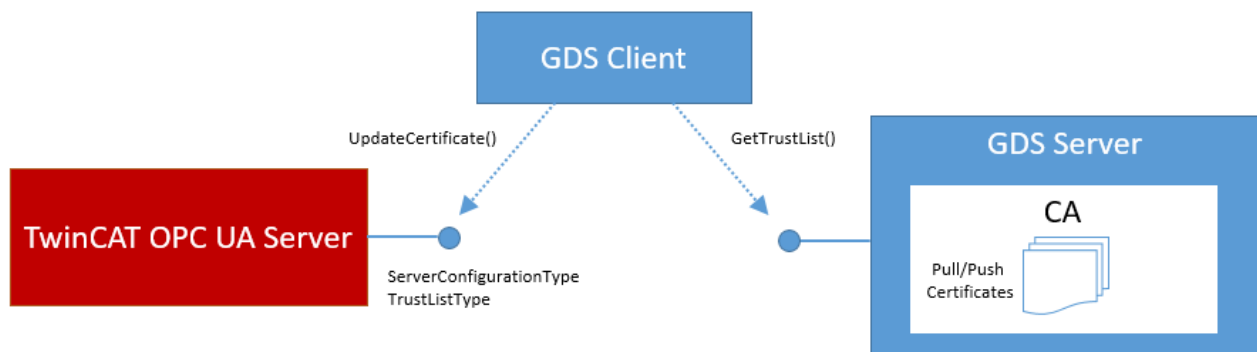 GDS Client
UpdateCertificate()
GetTrustList()
GDS Server
TwinCAT OPC UA Server
CA
ServerConfigurationType
TrustListType
Pull/Push
Certificates